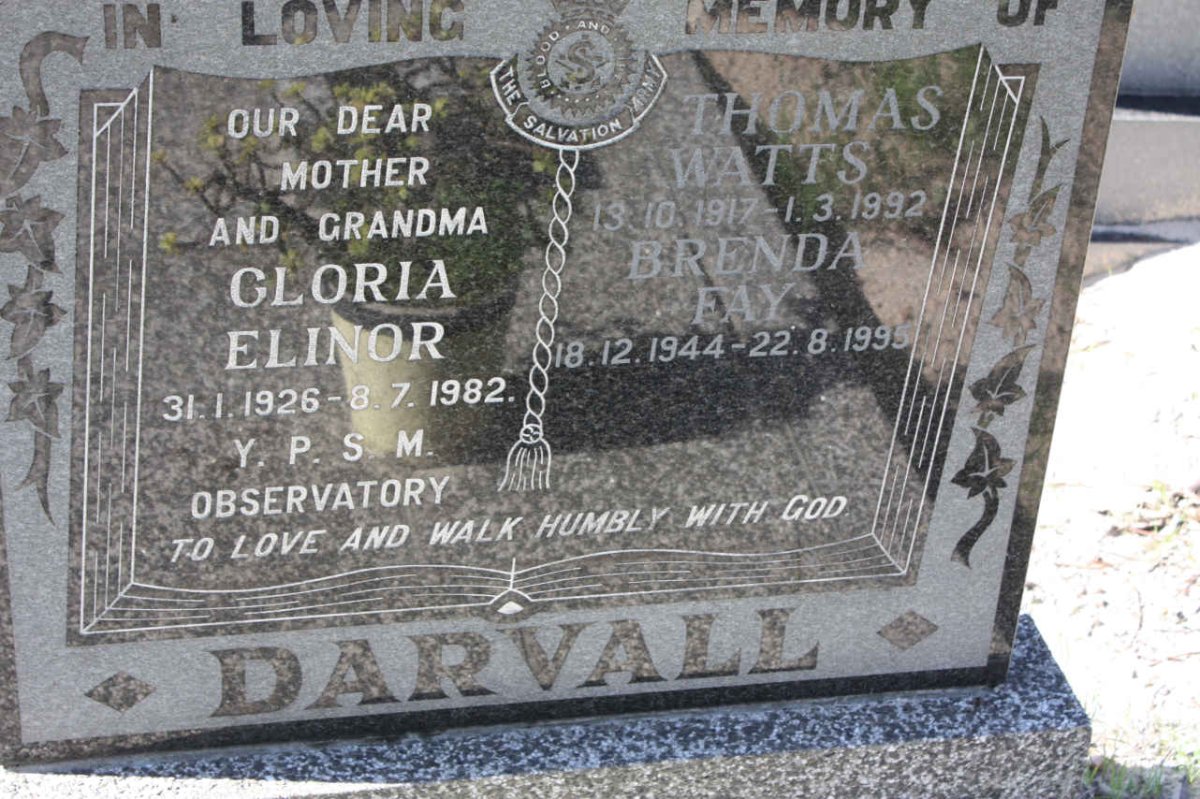 IN LOVING MEMORY OF
BLOOD AND
S
THE SALVATION ARMY
OUR DEAR
MOTHER
AND GRANDMA
GLORIA
ELINOR
31.1.1926-8.7.1982.
Y. P. S. M.
OBSERVATORY
THOMAS
WATTS
13.10.1917-1.3.1992
BRENDA
FAY
18.12.1944-22.8.1995
TO LOVE AND WALK HUMBLY WITH GOD
DARVALL